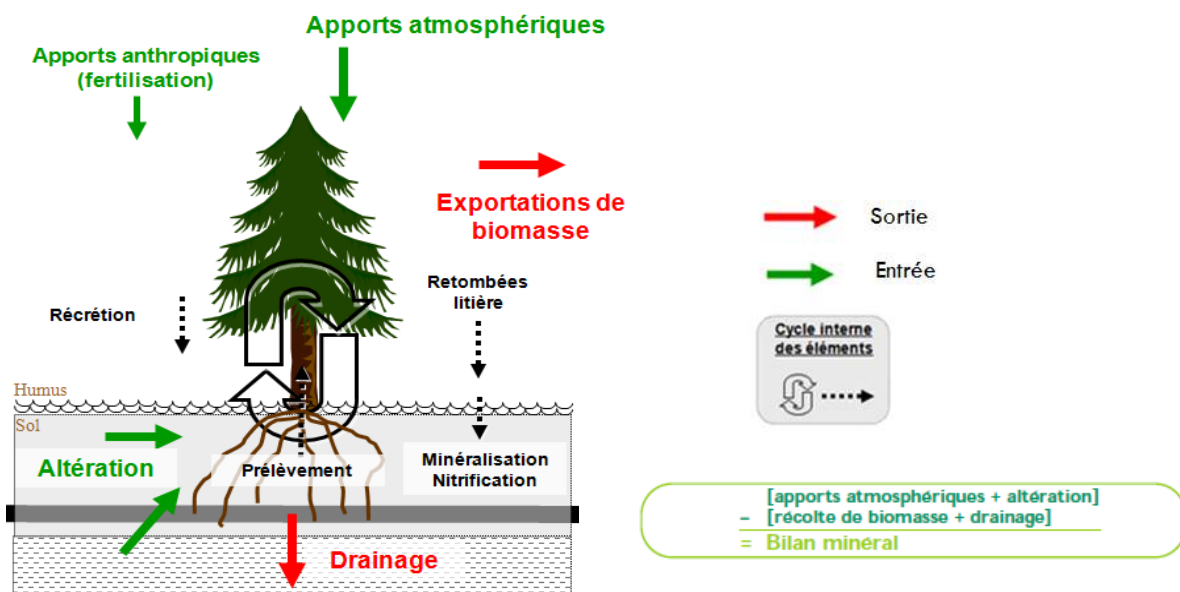 Apports atmosphériques
Apports anthropiques
(fertilisation)
Exportations de
biomasse
Sortie
Entrée
Récrétion
Retombées
litière
Cycle interne
des éléments
Humus
Sol
Altération
Prélèvement
Minéralisation
Nitrification
Drainage
[apports atmosphériques + altération]
– [récolte de biomasse + drainage]
= Bilan minéral